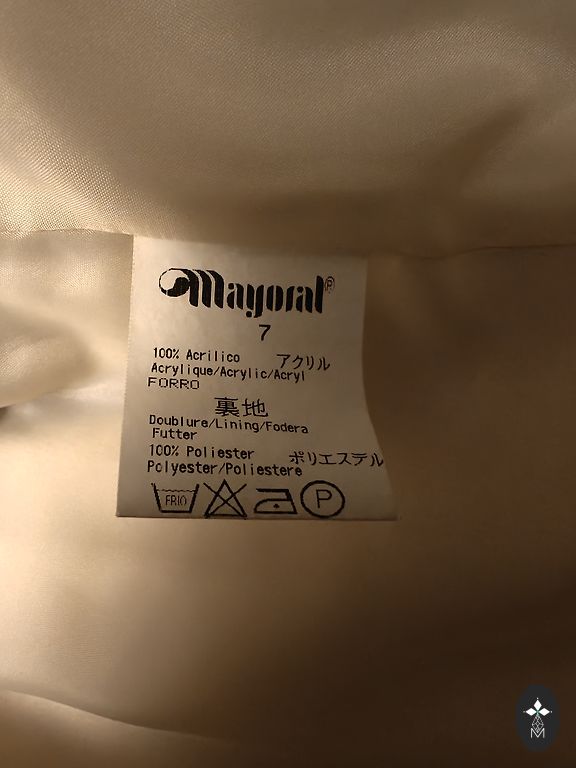 Mayoral ®
7
100% Acrilico アクリル
Acrylique/Acrylic/Acryl
FORRO
裏地
Doublure/Lining/Fodera
Futter
100% Poliester ポリエステル
Polyester/Poliestere
FRIO P
M